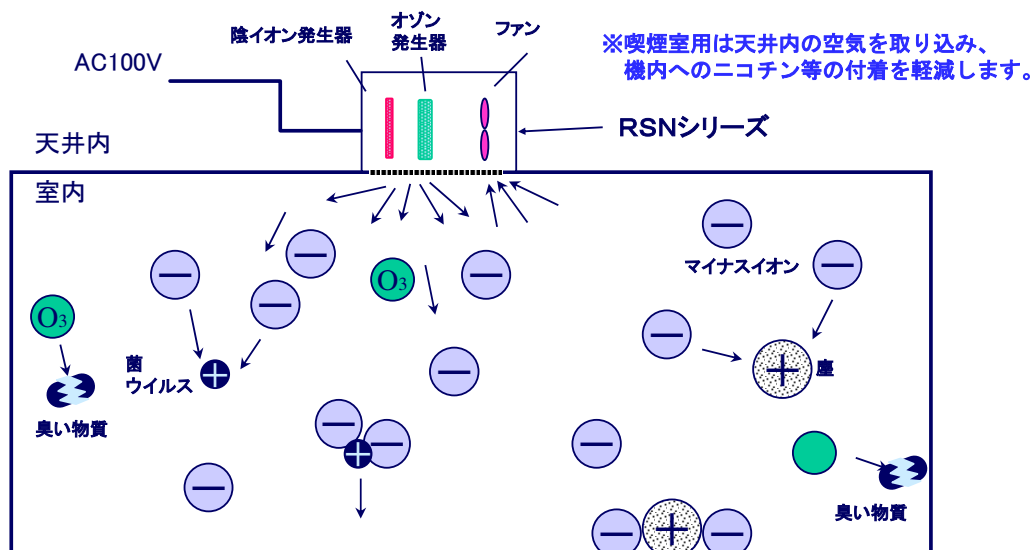 陰イオン発生器
オゾン
発生器
ファン
※喫煙室用は天井内の空気を取り込み、
機内へのニコチン等の付着を軽減します。
AC100V
RSNシリーズ
天井内
室内
マイナスイオン
O₃
O₃
菌
ウイルス
塵
臭い物質
臭い物質